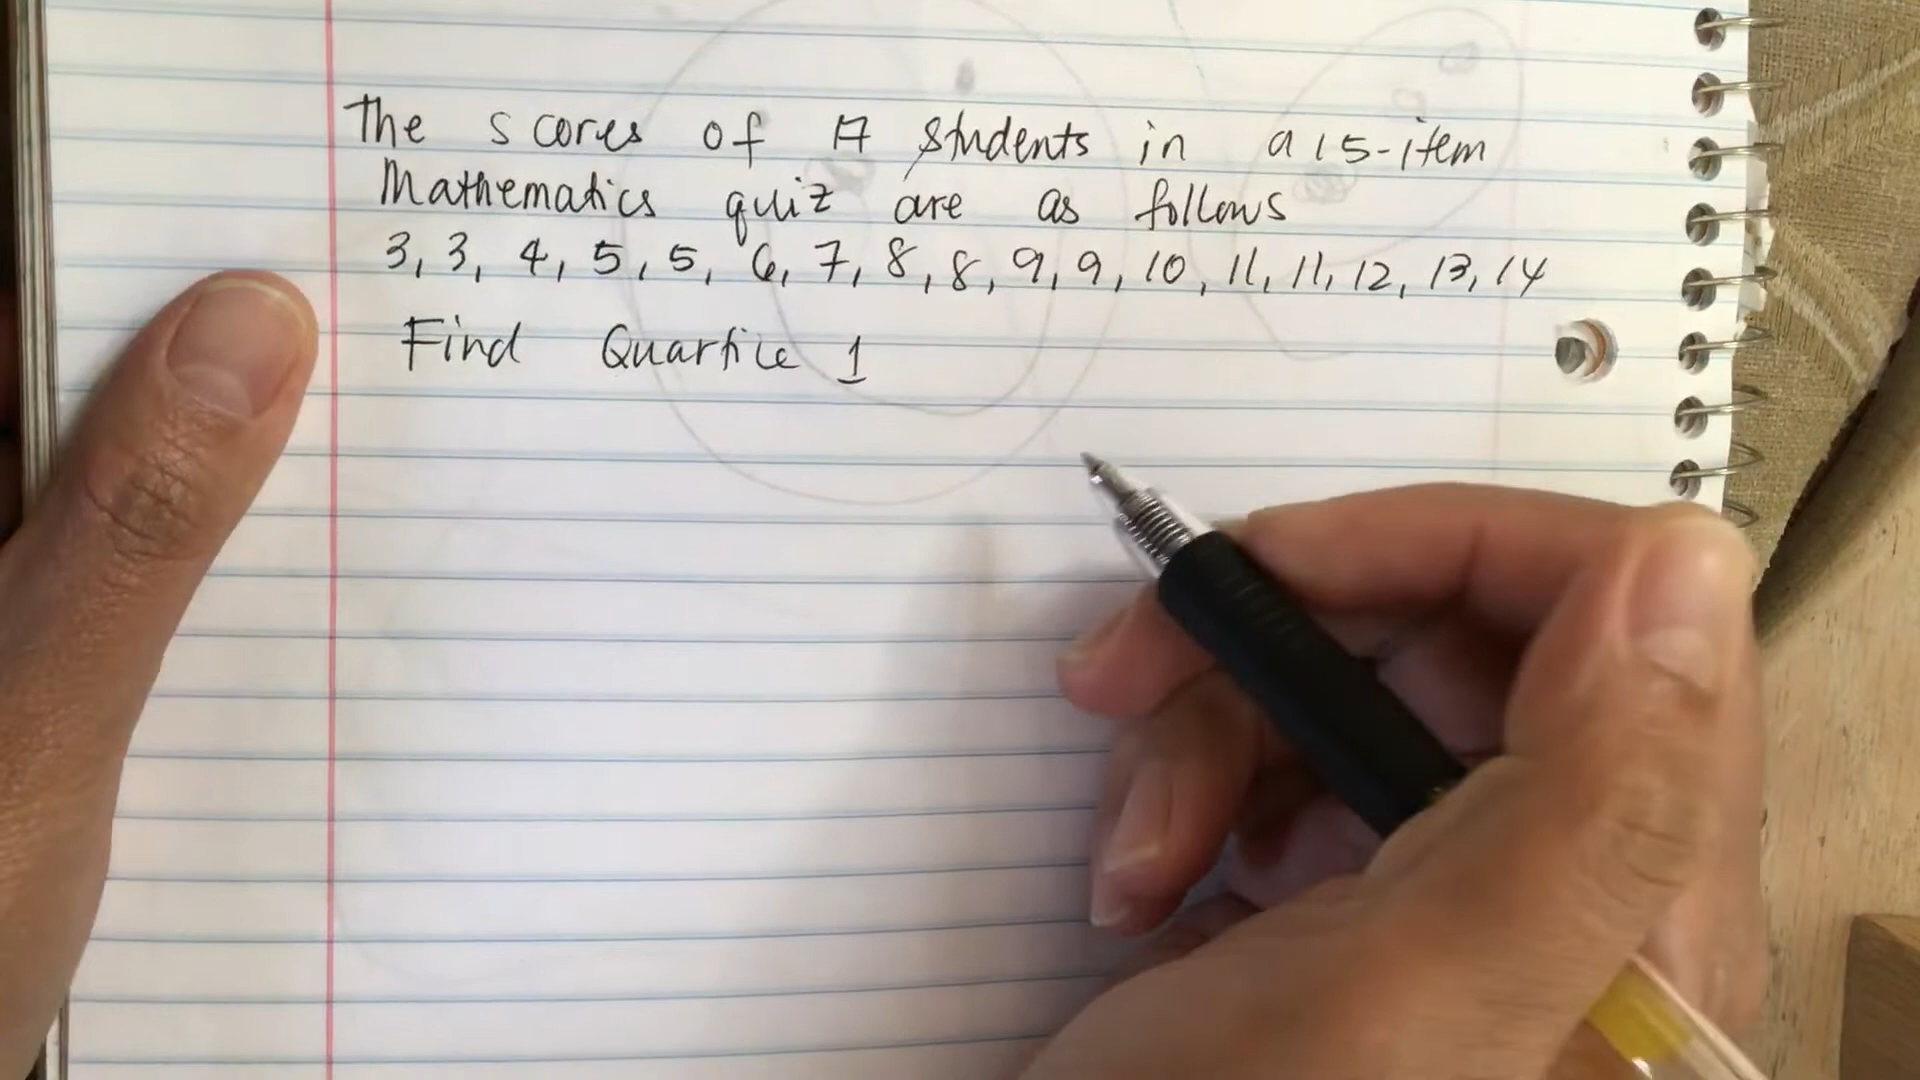 The scores of 17 students in a 15-item
Mathematics quiz are as follows
3, 3, 4, 5, 5, 6, 7, 8, 8, 9, 9, 10, 11, 11, 12, 13, 14
Find Quartile 1